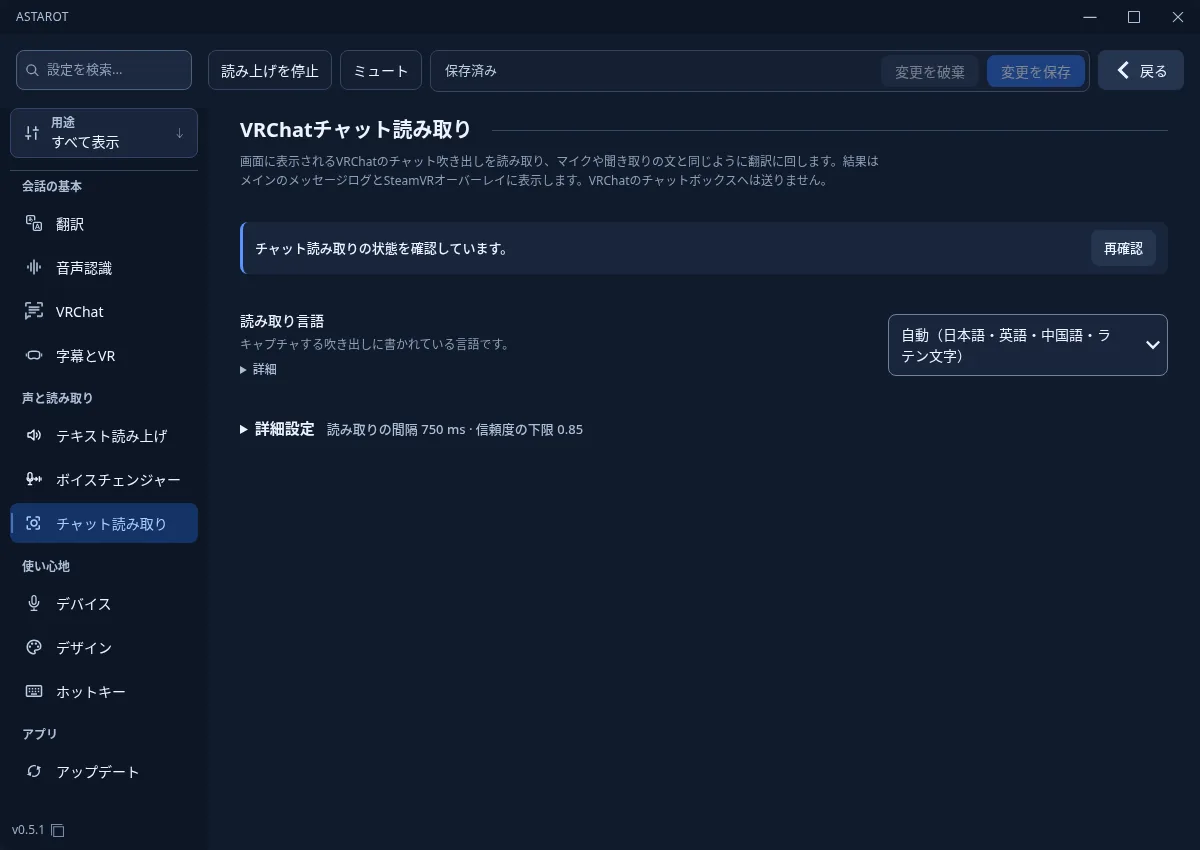 ASTAROT
設定を検索...
読み上げを停止
ミュート
保存済み
変更を破棄
変更を保存
戻る
用途
すべて表示
会話の基本
翻訳
音声認識
VRChat
字幕とVR
声と読み取り
テキスト読み上げ
ボイスチェンジャー
チャット読み取り
使い心地
デバイス
デザイン
ホットキー
アプリ
アップデート
v0.5.1
VRChatチャット読み取り
画面に表示されるVRChatのチャット吹き出しを読み取り、マイクや聞き取りの文と同じように翻訳に回します。結果は
メインのメッセージログとSteamVRオーバーレイに表示します。VRChatのチャットボックスへは送りません。
チャット読み取りの状態を確認しています。
再確認
読み取り言語
キャプチャする吹き出しに書かれている言語です。
詳細
自動（日本語・英語・中国語・ラ
テン文字）
詳細設定 読み取りの間隔 750 ms · 信頼度の下限 0.85